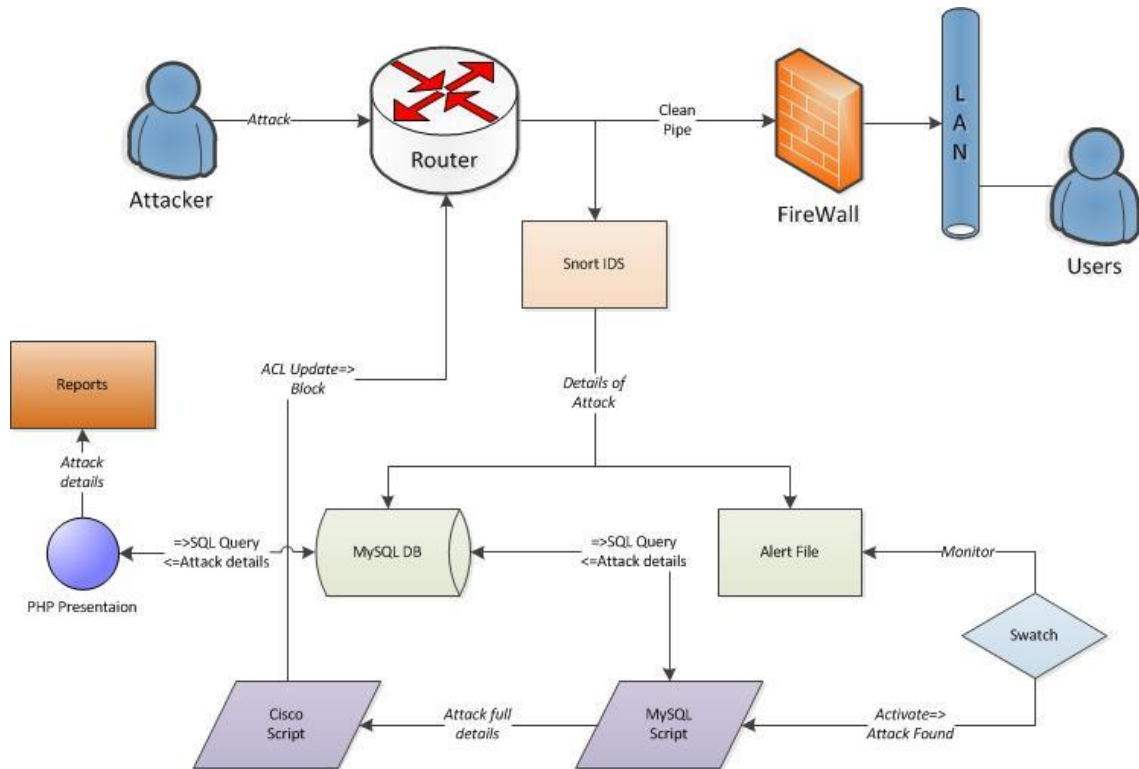 Attack
Router
Attacker
Clean
Pipe
FireWall
L
A
N
Users
Snort IDS
ACL Update=>
Block
Details of
Attack
Reports
Attack
details
=>SQL Query
<=Attack details
PHP Presentaion
MySQL DB
=>SQL Query
<=Attack details
Alert File
Monitor
Swatch
Cisco
Script
Attack full
details
MySQL
Script
Activate=>
Attack Found